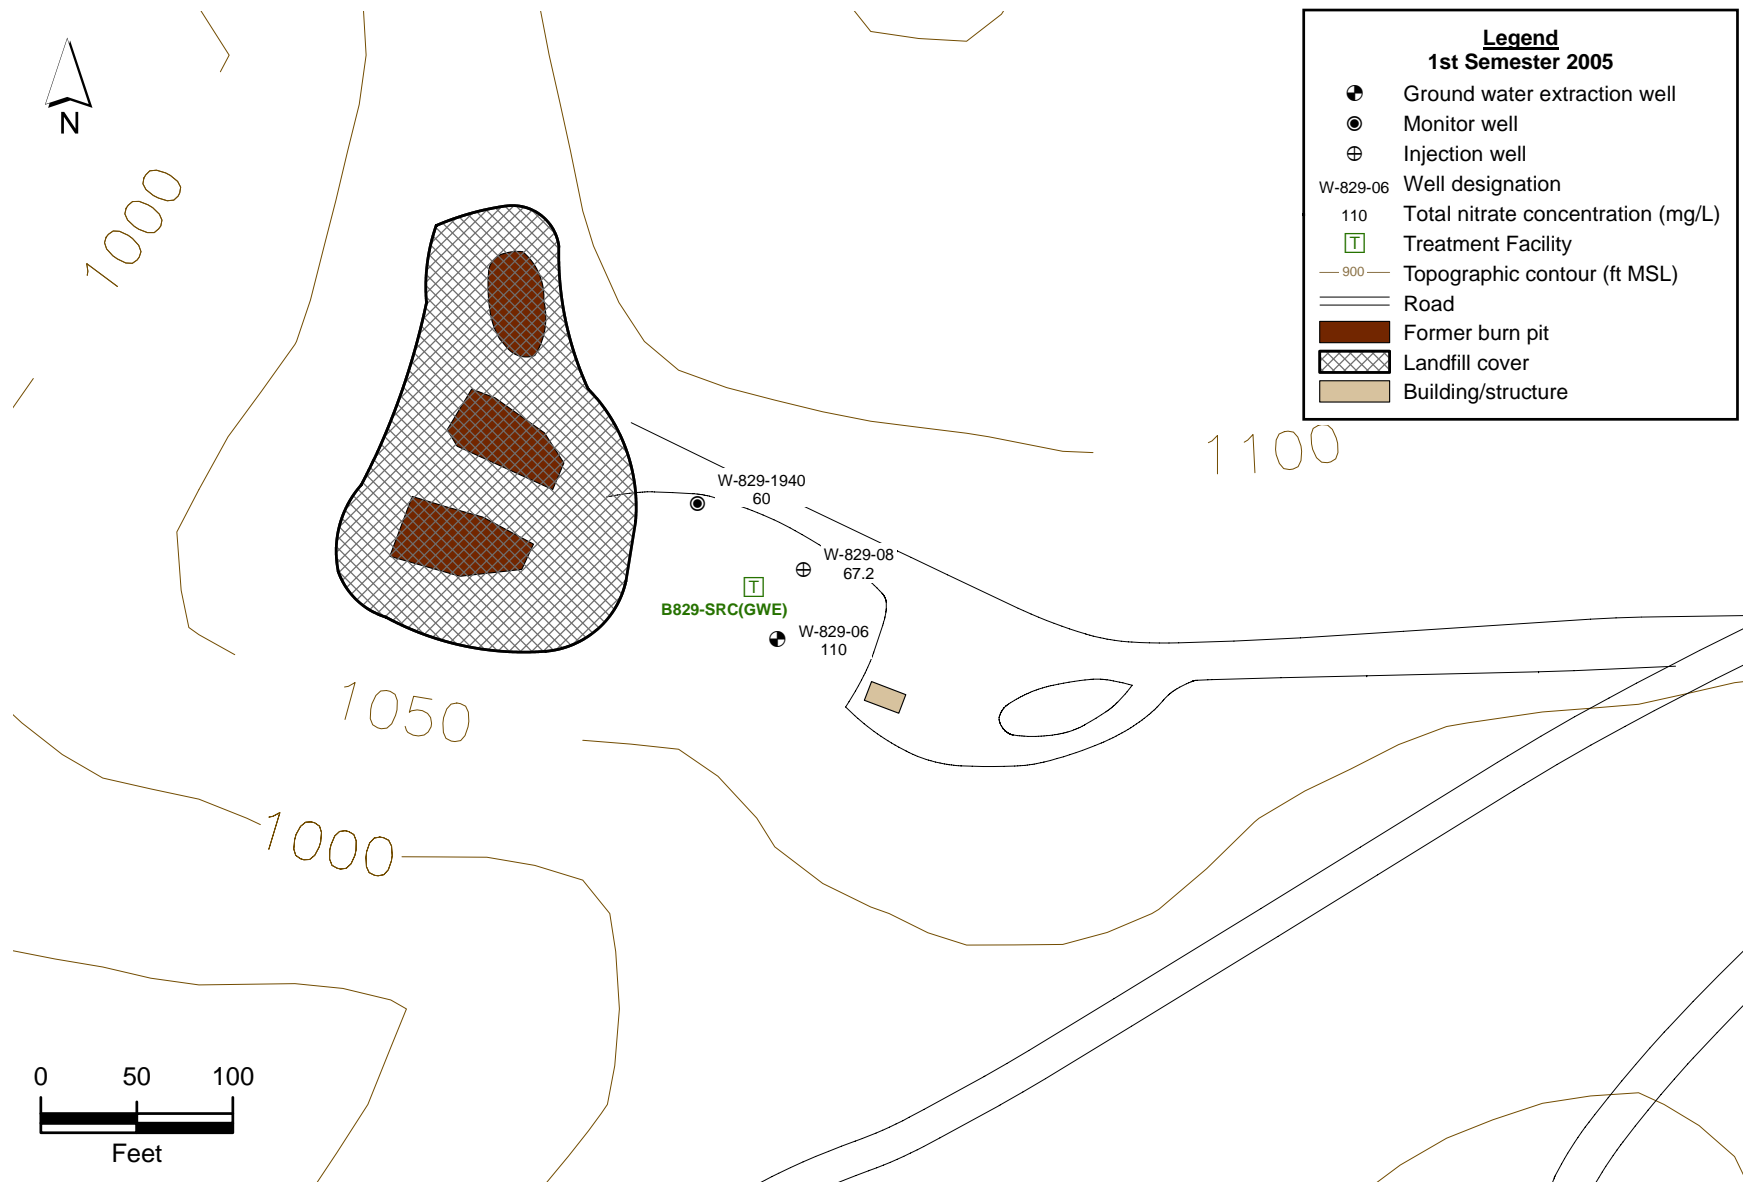 N
1000
Legend
1st Semester 2005
Ground water extraction well
Monitor well
Injection well
W-829-06 Well designation
110 Total nitrate concentration (mg/L)
T Treatment Facility
900 Topographic contour (ft MSL)
Road
Former burn pit
Landfill cover
Building/structure
1100
W-829-1940
60
W-829-08
67.2
T
B829-SRC(GWE)
W-829-06
110
1050
1000
0 50 100
Feet